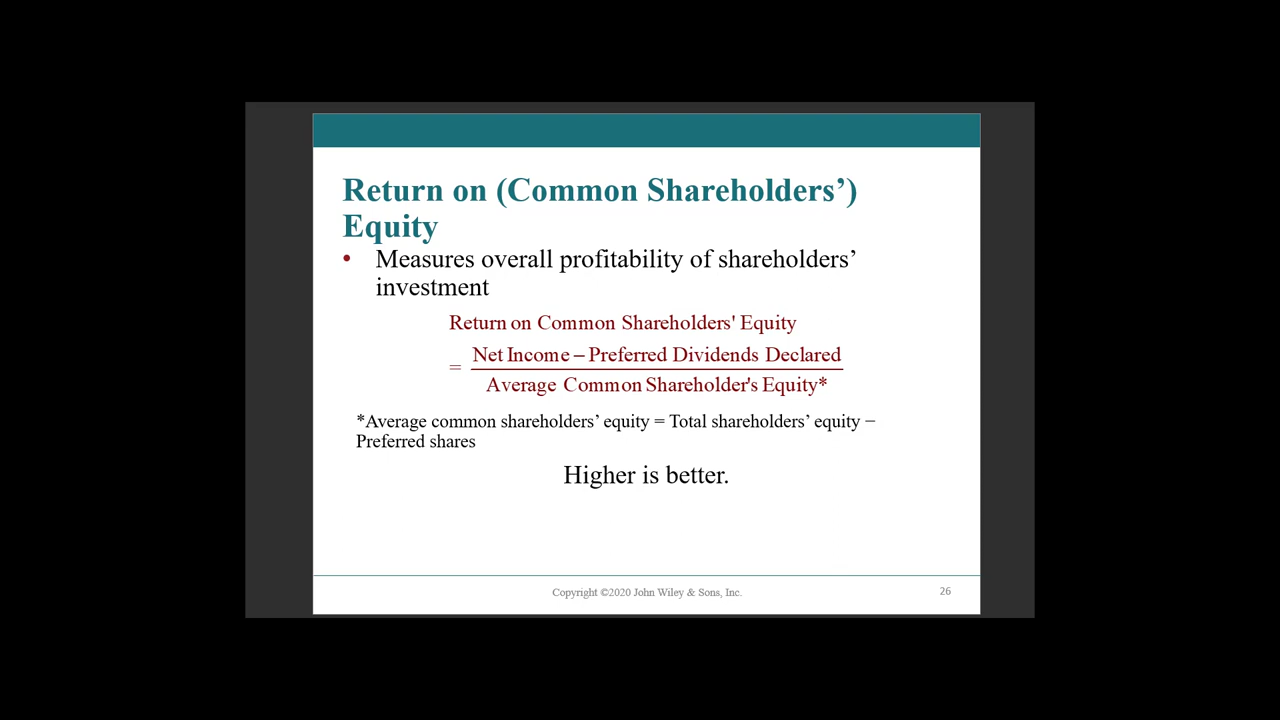 Return on (Common Shareholders’)
Equity
• Measures overall profitability of shareholders’
investment
Return on Common Shareholders' Equity
= Net Income – Preferred Dividends Declared
Average Common Shareholder's Equity*
*Average common shareholders’ equity = Total shareholders’ equity −
Preferred shares
Higher is better.
Copyright ©2020 John Wiley & Sons, Inc.
26